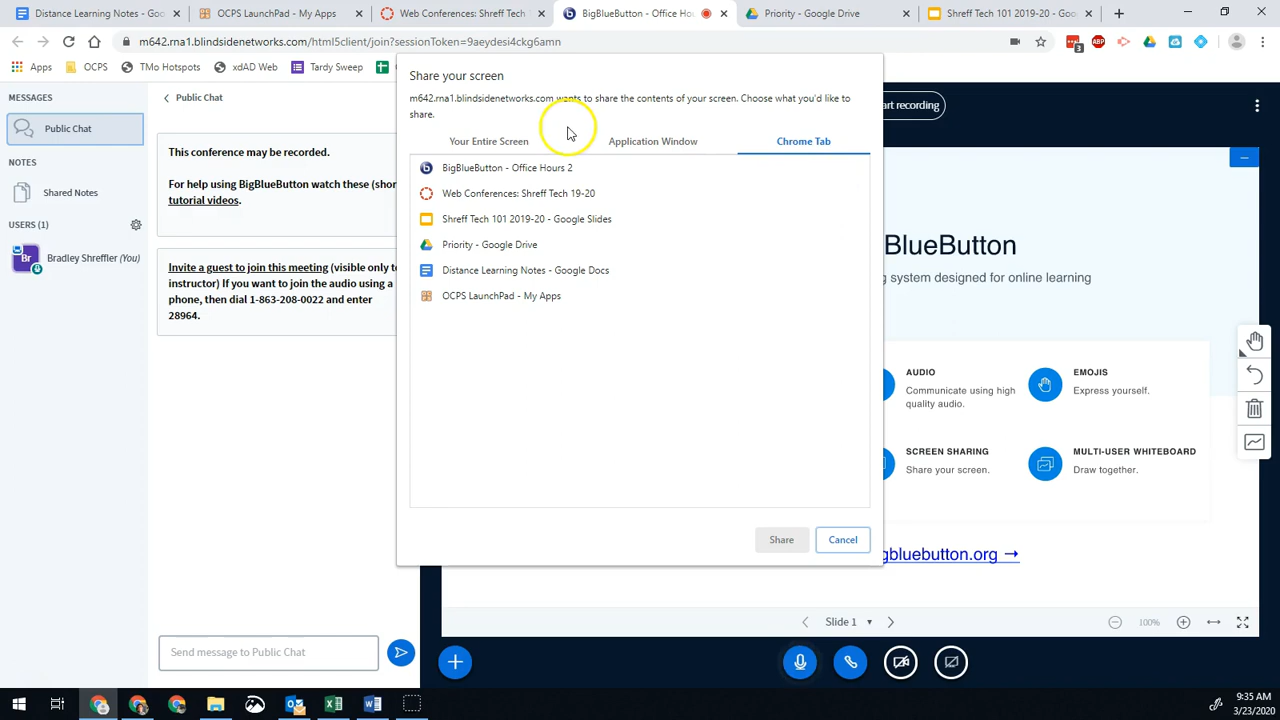 Distance Learning Notes - Google
OCPS LaunchPad - My Apps
Web Conferences: Shreff Tech
BigBlueButton - Office Hou
Priority - Google Drive
Shreff Tech 101 2019-20 - Google
m642.rna1.blindsidenetworks.com/html5client/join?sessionToken=9aeydesi4ckg6amn
3
Apps
OCPS
TMo Hotspots
xdAD Web
Tardy Sweep
MESSAGES
Public Chat
NOTES
Shared Notes
USERS (1)
Br
Bradley Shreffler (You)
Public Chat
This conference may be recorded.
For help using BigBlueButton watch these (shor
tutorial videos.
Invite a guest to join this meeting (visible only to
instructor) If you want to join the audio using a
phone, then dial 1-863-208-0022 and enter
28964.
Send message to Public Chat
Share your screen
m642.rna1.blindsidenetworks.com wants to share the contents of your screen. Choose what you'd like to
share.
Your Entire Screen
Application Window
Chrome Tab
BigBlueButton - Office Hours 2
Web Conferences: Shreff Tech 19-20
Shreff Tech 101 2019-20 - Google Slides
Priority - Google Drive
Distance Learning Notes - Google Docs
OCPS LaunchPad - My Apps
Share
Cancel
art recording
BlueButton
g system designed for online learning
AUDIO
Communicate using high
quality audio.
EMOJIS
Express yourself.
SCREEN SHARING
Share your screen.
MULTI-USER WHITEBOARD
Draw together.
gbluebutton.org →
Slide 1
100%
9:35 AM
3/23/2020